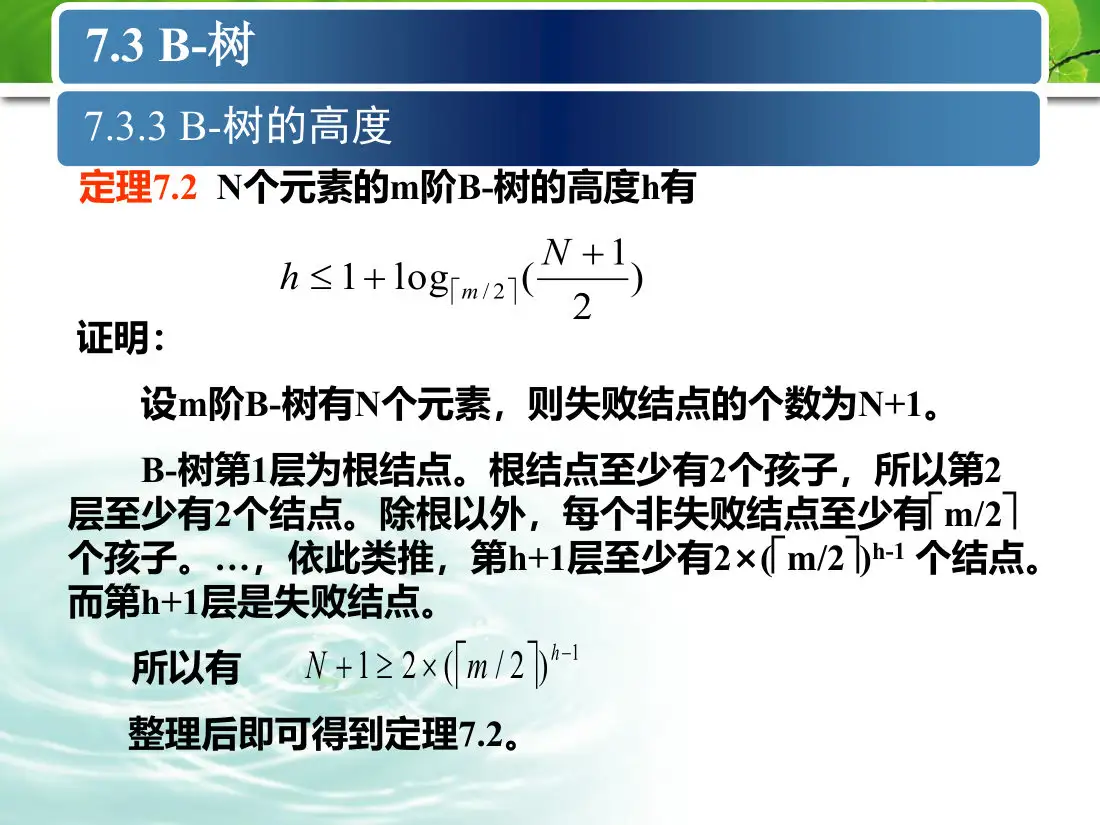 7.3 B-树
7.3.3 B-树的高度
定理7.2 N个元素的m阶B-树的高度h有
h ≤ 1 + log⌈m/2⌉((N + 1)/2)
证明：
设m阶B-树有N个元素，则失败结点的个数为N+1。
B-树第1层为根结点。根结点至少有2个孩子，所以第2
层至少有2个结点。除根以外，每个非失败结点至少有⌈m/2⌉
个孩子。…，依此类推，第h+1层至少有2×(⌈m/2⌉)^h-1 个结点。
而第h+1层是失败结点。
所以有 N + 1 ≥ 2 × (⌈m / 2⌉)^h−1
整理后即可得到定理7.2。